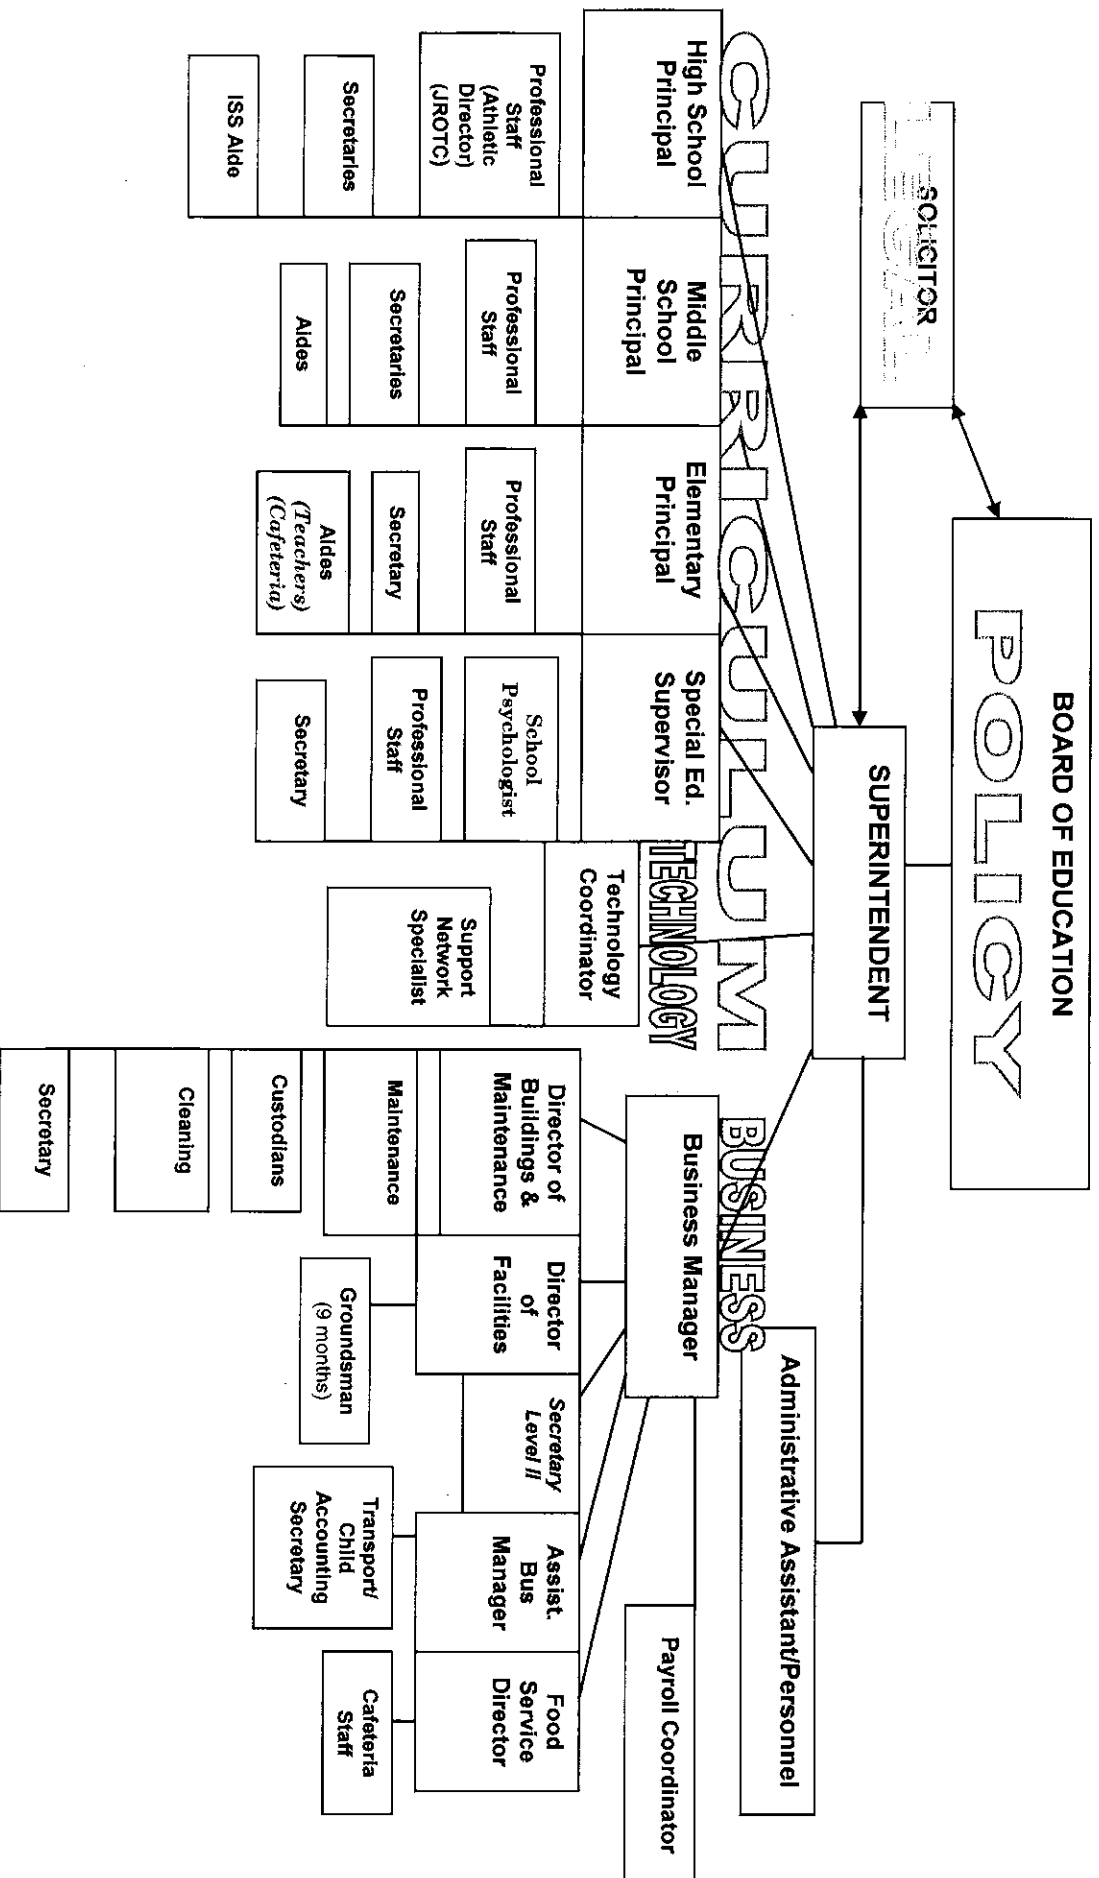 BOARD OF EDUCATION
POLICY
SOLICITOR
LEGAL
SUPERINTENDENT
Administrative Assistant/Personnel
CURRICULUM
BUSINESS
High School
Principal
Middle
School
Principal
Elementary
Principal
Special Ed.
Supervisor
TECHNOLOGY
Technology
Coordinator
Business Manager
Payroll Coordinator
Professional
Staff
(Athletic
Director)
(JROTC)
Secretaries
ISS Aide
Professional
Staff
Secretaries
Aides
Professional
Staff
Secretary
Aides
(Teachers)
(Cafeteria)
School
Psychologist
Professional
Staff
Secretary
Support
Network
Specialist
Director of
Buildings &
Maintenance
Maintenance
Custodians
Cleaning
Secretary
Director
of
Facilities
Groundsman
(9 months)
Secretary
Level II
Assist.
Bus
Manager
Transport/
Child
Accounting
Secretary
Food
Service
Director
Cafeteria
Staff